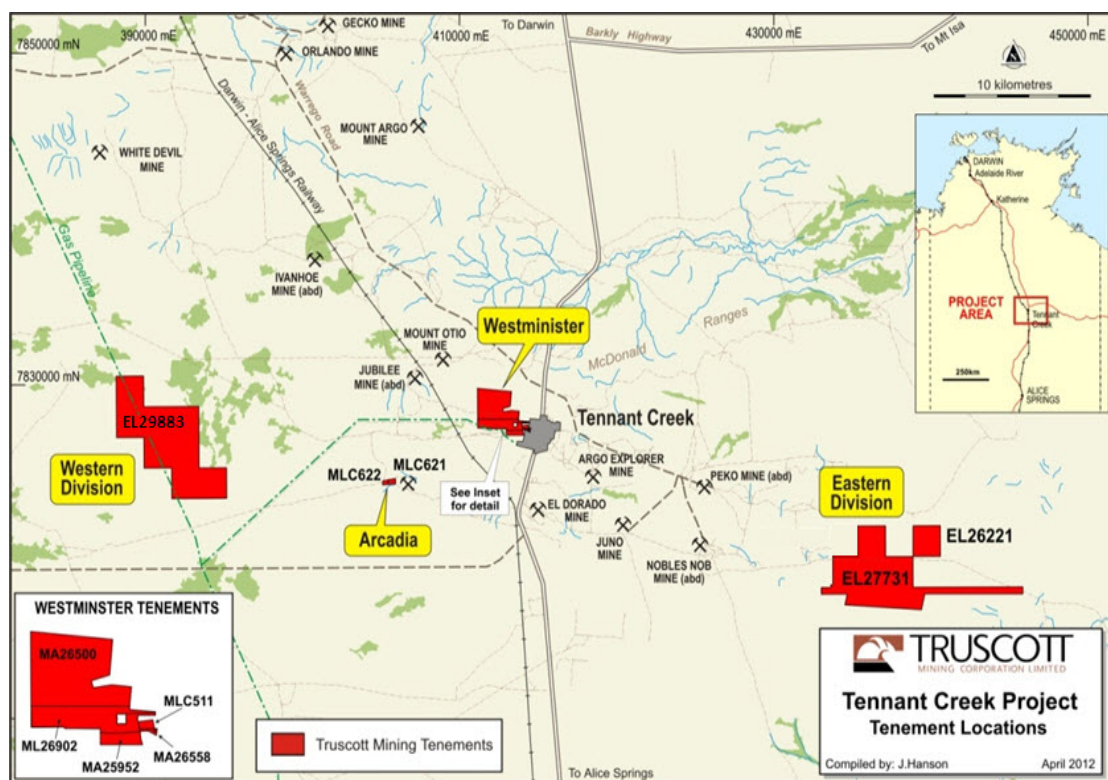 390000 mE
410000 mE
430000 mE
450000 mE
7850000 mN
7830000 mN
To Darwin
Barkly Highway
To Mt Isa
10 kilometres
GECKO MINE
ORLANDO MINE
Warrego Road
Darwin - Alice Springs Railway
MOUNT ARGO
MINE
WHITE DEVIL
MINE
Gas Pipeline
IVANHOE
MINE (abd)
MOUNT OTIO
MINE
JUBILEE
MINE (abd)
Westminister
McDonald
Ranges
Tennant Creek
EL29883
Western
Division
MLC622
MLC621
Arcadia
See Inset
for detail
ARGO EXPLORER
MINE
EL DORADO
MINE
JUNO
MINE
PEKO MINE (abd)
NOBLES NOB
MINE (abd)
Eastern
Division
EL26221
EL27731
DARWIN
Adelaide River
Katherine
PROJECT
AREA
Tennant
Creek
250km
ALICE
SPRINGS
WESTMINSTER TENEMENTS
MA26500
MLC511
ML26902
MA26558
MA25952
Truscott Mining Tenements
To Alice Springs
TRUSCOTT
MINING CORPORATION LIMITED
Tennant Creek Project
Tenement Locations
Compiled by: J.Hanson
April 2012